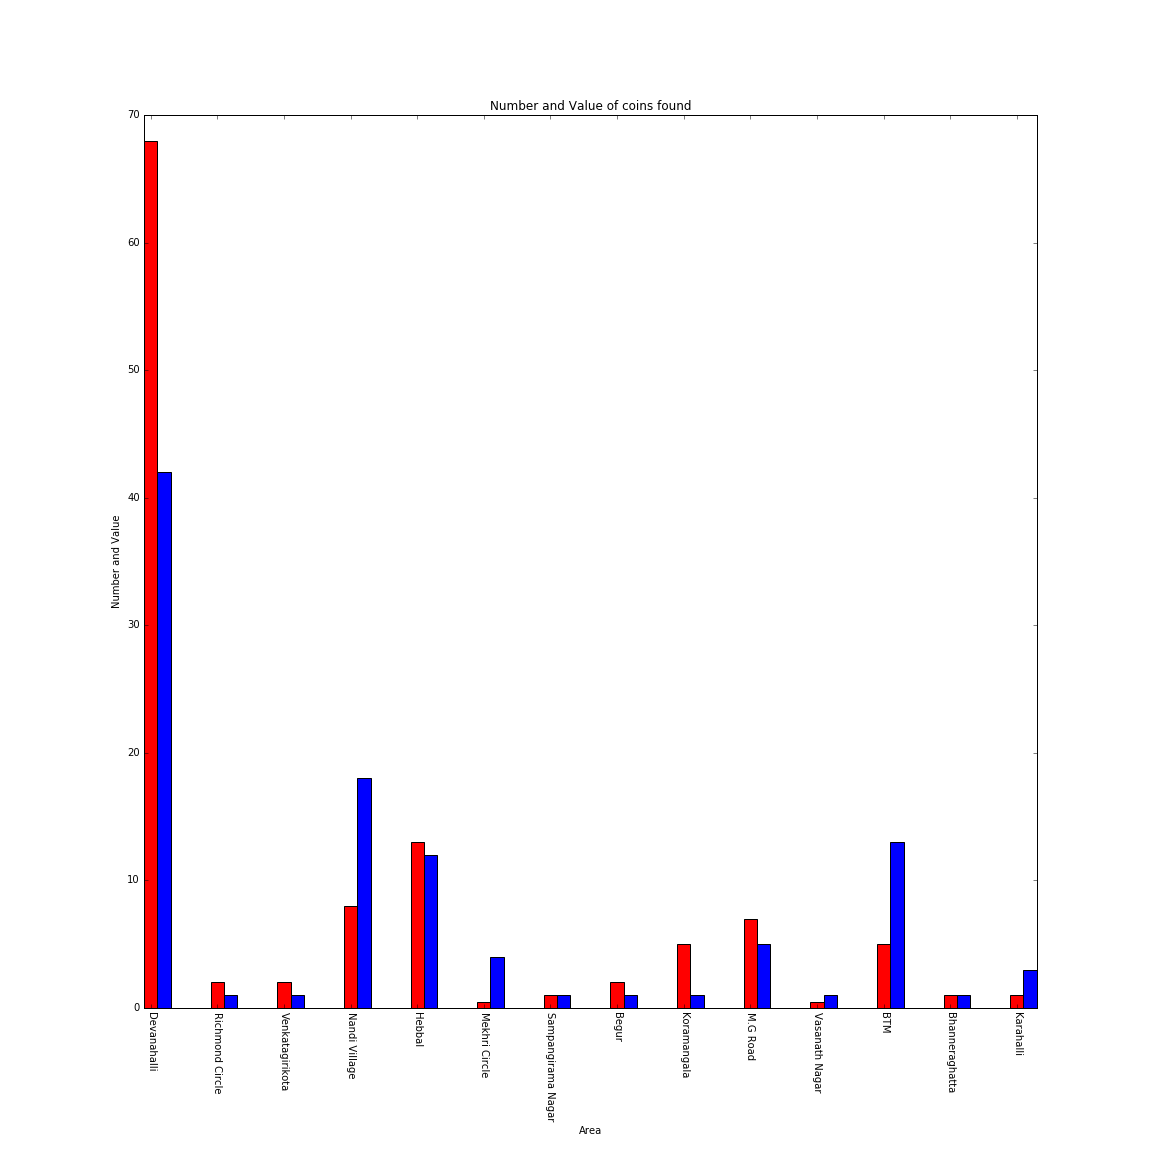 Number and Value of coins found
70
60
50
40
30
20
10
0
Number and Value
Devanahalli
Richmond Circle
Venkatagirikota
Nandi Village
Hebbal
Mekhri Circle
Sampangirama Nagar
Begur
Koramangala
M.G Road
Vasanath Nagar
BTM
Bhanneraghatta
Karahalli
Area